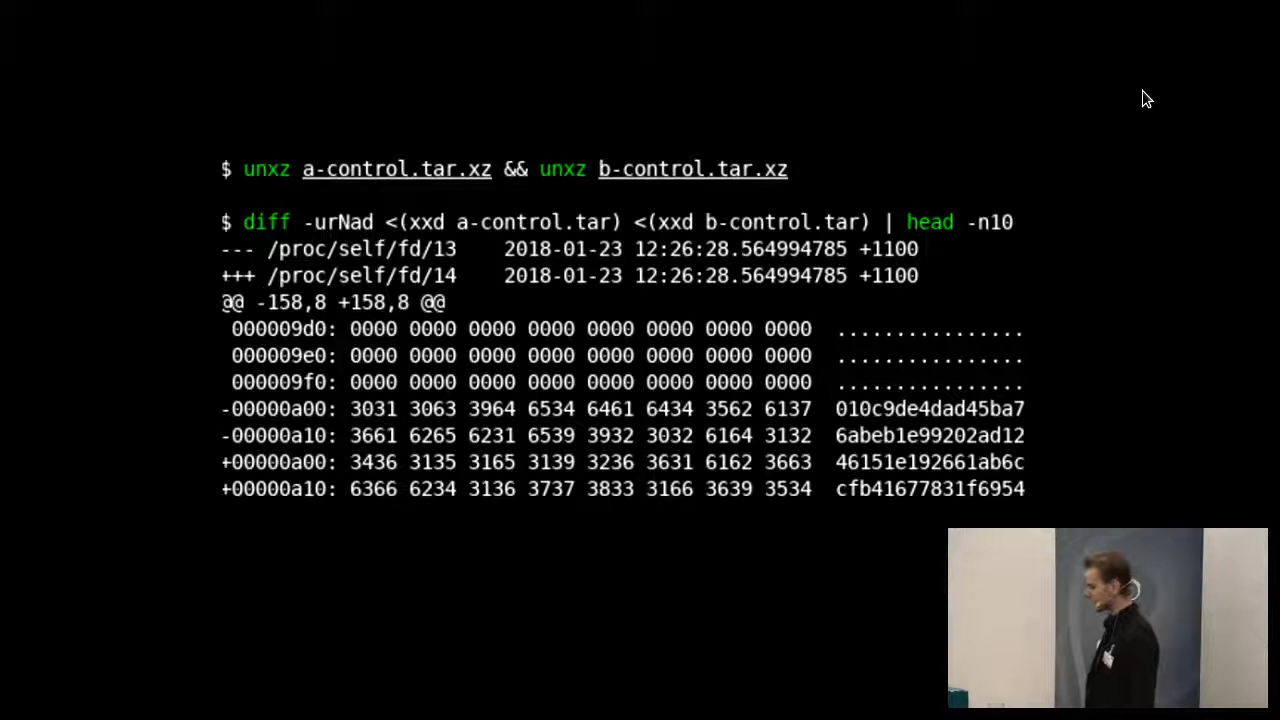 $ unxz a-control.tar.xz && unxz b-control.tar.xz
$ diff -urNad <(xxd a-control.tar) <(xxd b-control.tar) | head -n10
--- /proc/self/fd/13    2018-01-23 12:26:28.564994785 +1100
+++ /proc/self/fd/14    2018-01-23 12:26:28.564994785 +1100
@@ -158,8 +158,8 @@
 000009d0: 0000 0000 0000 0000 0000 0000 0000 0000  ................
 000009e0: 0000 0000 0000 0000 0000 0000 0000 0000  ................
 000009f0: 0000 0000 0000 0000 0000 0000 0000 0000  ................
-00000a00: 3031 3063 3964 6534 6461 6434 3562 6137  010c9de4dad45ba7
-00000a10: 3661 6265 6231 6539 3932 3032 6164 3132  6abeb1e99202ad12
+00000a00: 3436 3135 3165 3139 3236 3631 6162 3663  46151e192661ab6c
+00000a10: 6366 6234 3136 3737 3833 3166 3639 3534  cfb41677831f6954